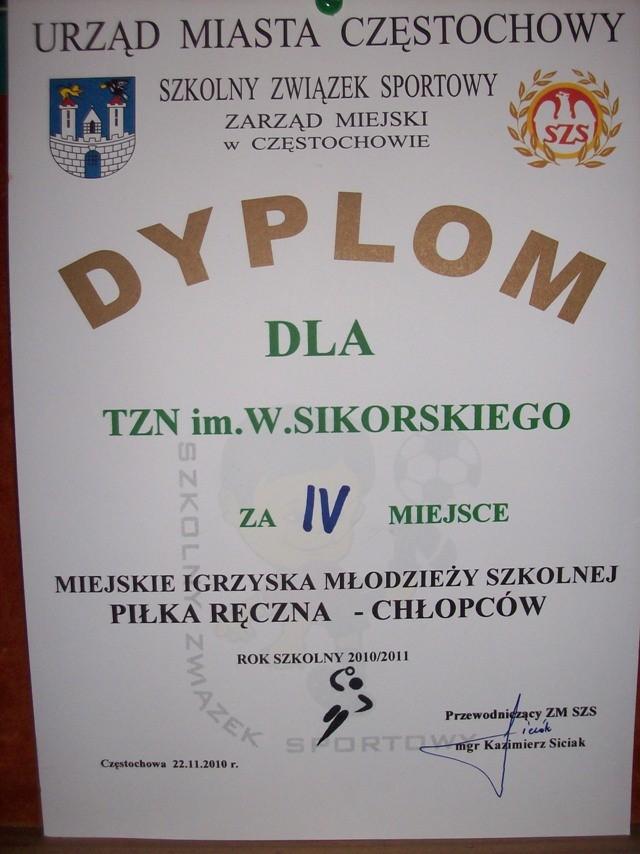 URZĄD MIASTA CZĘSTOCHOWY
SZKOLNY ZWIĄZEK SPORTOWY
ZARZĄD MIEJSKI
w CZĘSTOCHOWIE
SZS
DYPLOM
DLA
TZN im.W.SIKORSKIEGO
ZA IV MIEJSCE
MIEJSKIE IGRZYSKA MŁODZIEŻY SZKOLNEJ
PIŁKA RĘCZNA - CHŁOPCÓW
ROK SZKOLNY 2010/2011
SZKOLNY ZWIĄZEK SPORTOWY
Przewodniczący ZM SZS
mgr Kazimierz Siciak
Częstochowa 22.11.2010 r.